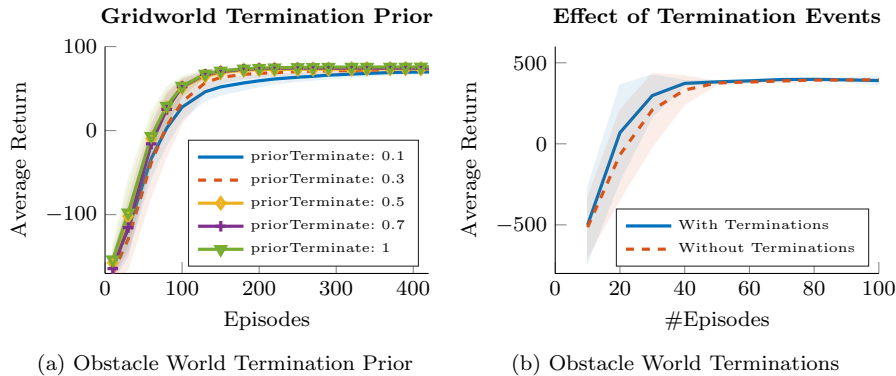 Gridworld Termination Prior
100
0
−100
Average Return
priorTerminate: 0.1
priorTerminate: 0.3
priorTerminate: 0.5
priorTerminate: 0.7
priorTerminate: 1
100 200 300 400
Episodes
(a) Obstacle World Termination Prior
Effect of Termination Events
500
0
−500
Average Return
With Terminations
Without Terminations
0 20 40 60 80 100
#Episodes
(b) Obstacle World Terminations